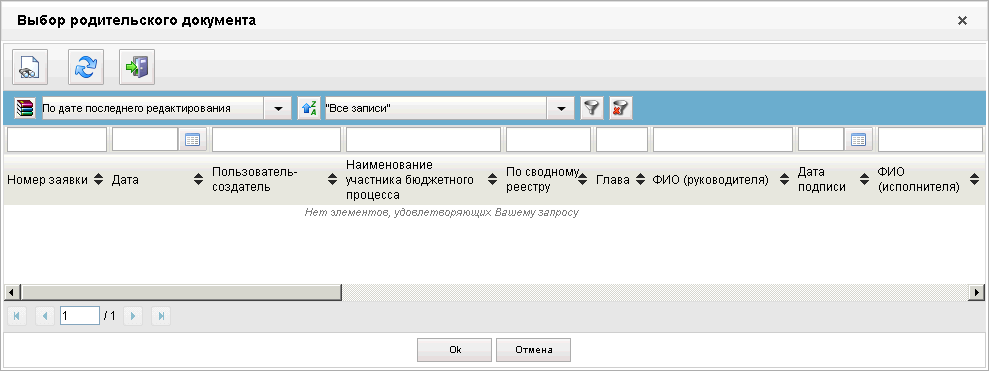 Выбор родительского документа
По дате последнего редактирования
Z
A
"Все записи"
Номер заявки
Дата
Пользователь-
создатель
Наименование
участника бюджетного
процесса
По сводному
реестру
Глава
ФИО (руководителя)
Дата
подписи
ФИО
(исполнителя)
Нет элементов, удовлетворяющих Вашему запросу
1 / 1
Ok
Отмена